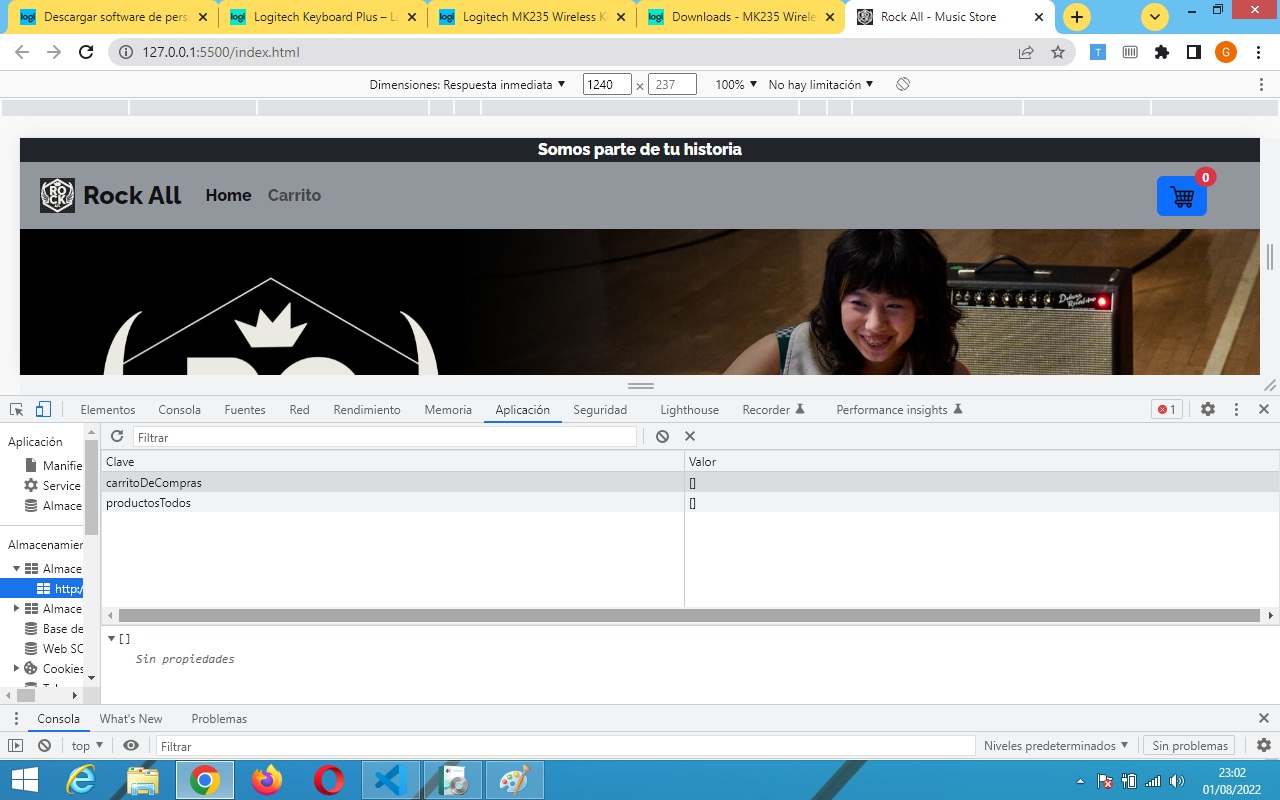 Descargar software de pers
Logitech Keyboard Plus – Lo
Logitech MK235 Wireless K
Downloads - MK235 Wirele
Rock All - Music Store
127.0.0.1:5500/index.html
T
G
Dimensiones: Respuesta inmediata
1240
×
237
100%
No hay limitación
Somos parte de tu historia
Rock All
Home
Carrito
0
Elementos
Consola
Fuentes
Red
Rendimiento
Memoria
Aplicación
Seguridad
Lighthouse
Recorder
Performance insights
1
Aplicación
Manifie
Service
Almace
Almacenamier
Almace
http:/
Almace
Base de
Web SC
Cookies
Filtrar
Clave
Valor
carritoDeCompras
[]
productosTodos
[]
[]
Sin propiedades
Consola
What's New
Problemas
top
Filtrar
Niveles predeterminados
Sin problemas
23:02
01/08/2022